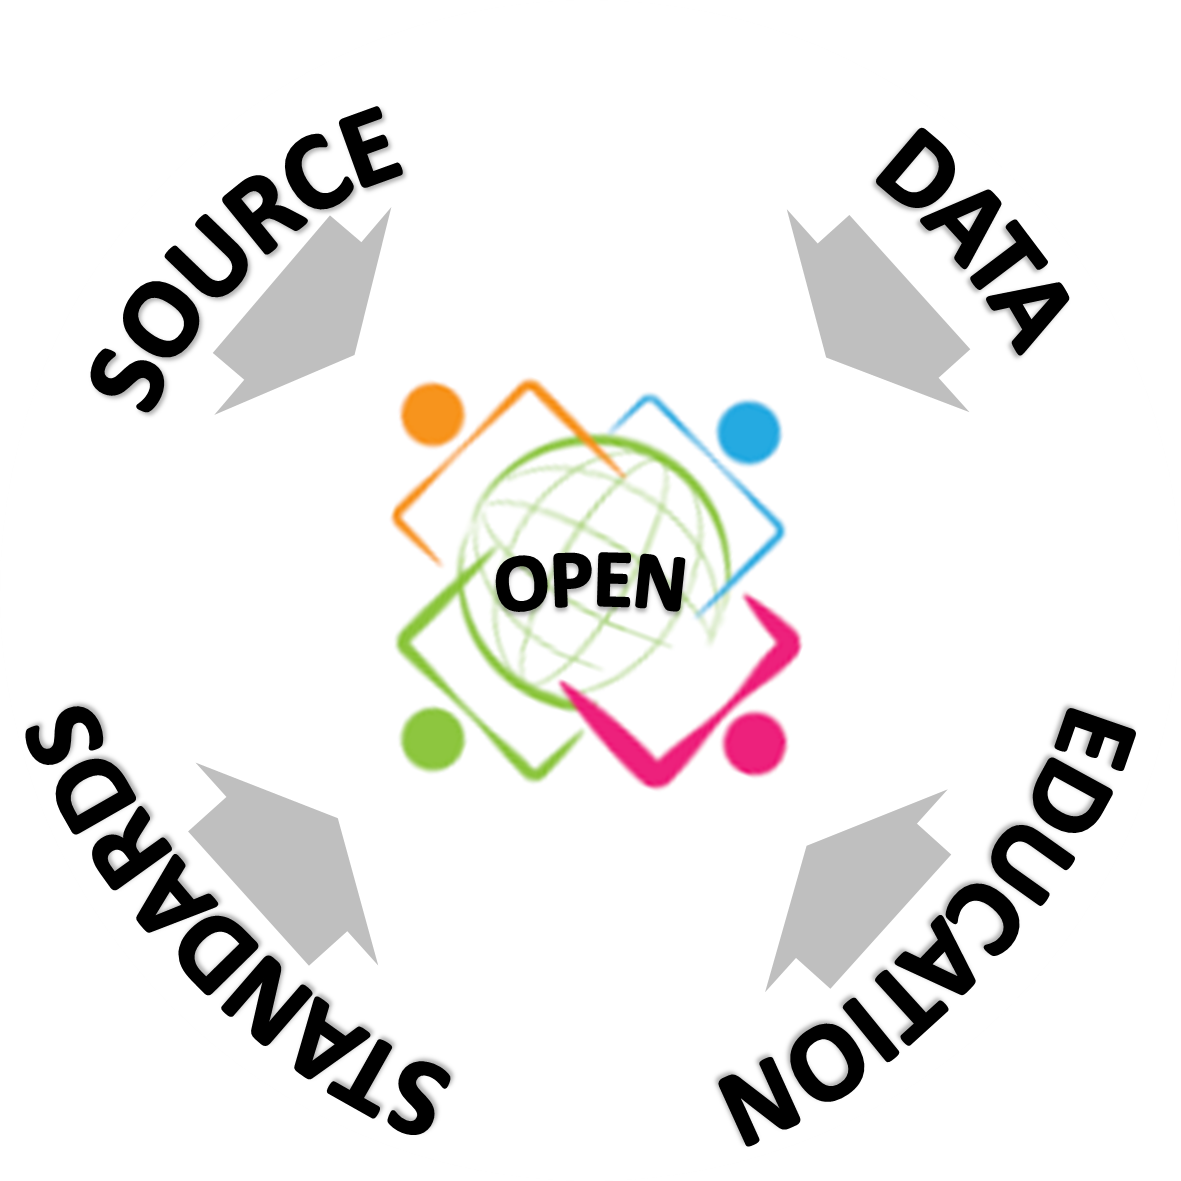 SOURCE
DATA
OPEN
STANDARDS
EDUCATION